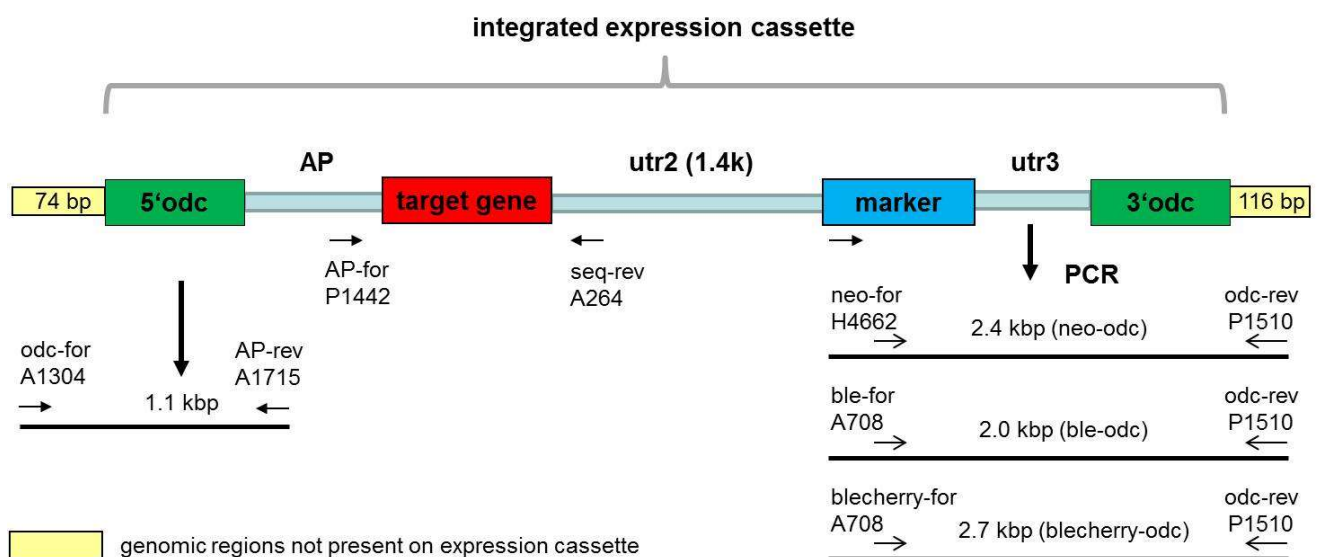 integrated expression cassette
AP
utr2 (1.4k)
utr3
74 bp
5‘odc
target gene
marker
3‘odc
116 bp
AP-for
P1442
seq-rev
A264
PCR
neo-for
H4662
2.4 kbp (neo-odc)
odc-rev
P1510
odc-for
A1304
AP-rev
A1715
1.1 kbp
ble-for
A708
2.0 kbp (ble-odc)
odc-rev
P1510
blecherry-for
A708
2.7 kbp (blecherry-odc)
odc-rev
P1510
genomic regions not present on expression cassette